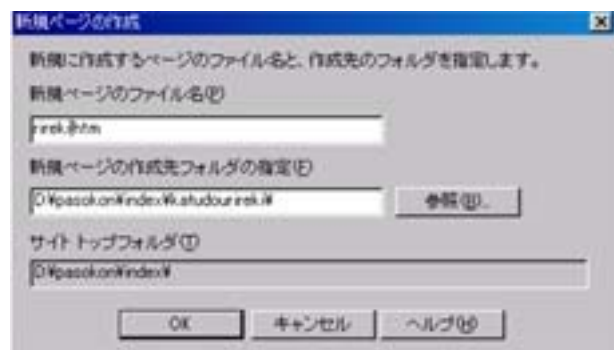 新規ページの作成
新規に作成するページのファイル名と、作成先のフォルダを指定します。
新規ページのファイル名(P)
新規ページの作成先フォルダの指定(F)
D:¥pasokon¥index¥katudourireki¥
参照(B)...
サイトトップフォルダ(T)
D:¥pasokon¥index¥
OK
キャンセル
ヘルプ(H)